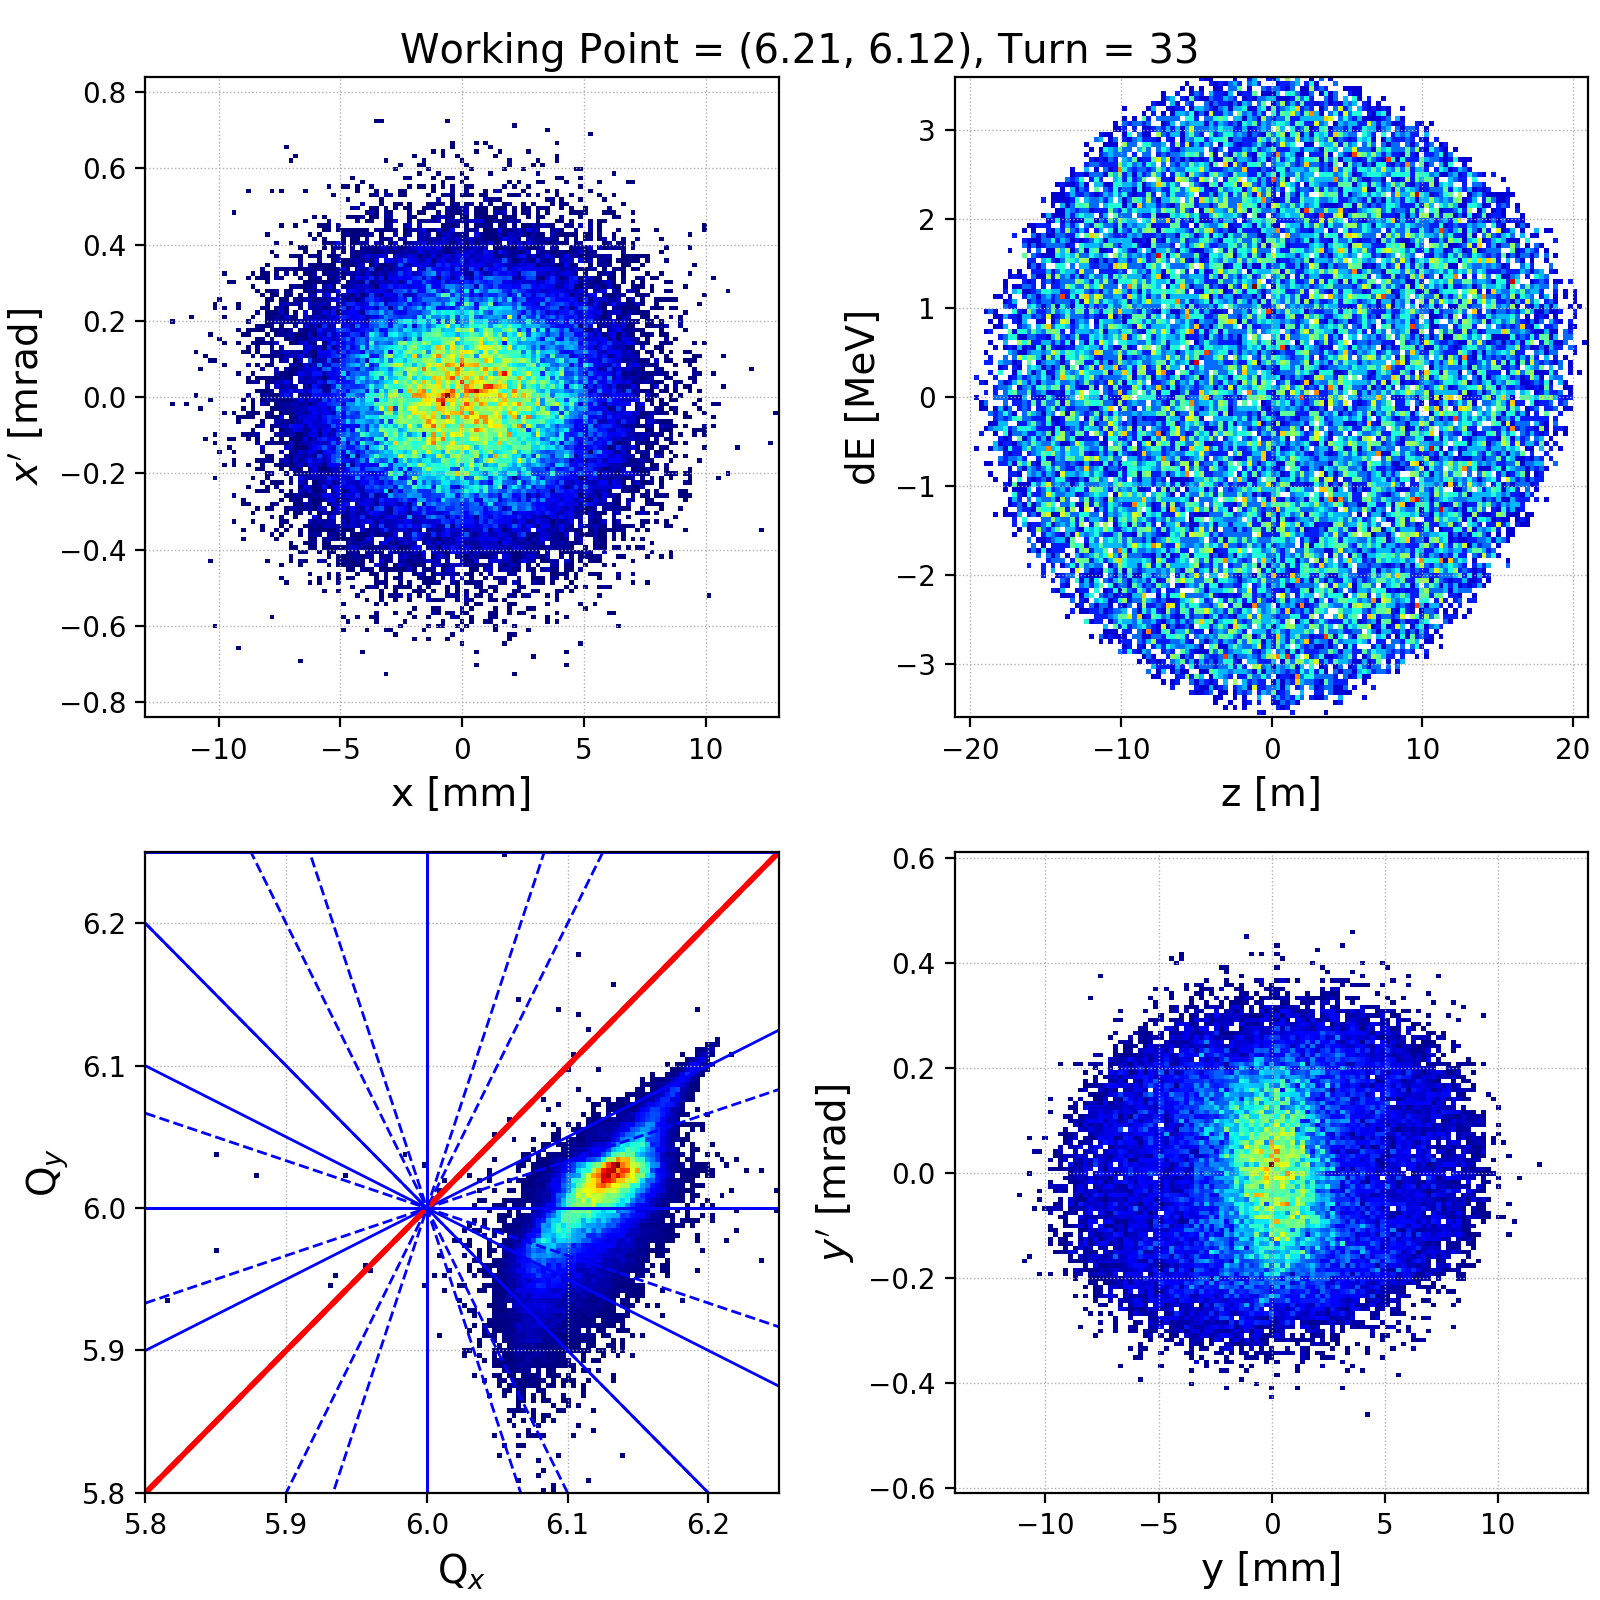 Working Point = (6.21, 6.12), Turn = 33
0.8
0.6
0.4
0.2
0.0
−0.2
−0.4
−0.6
−0.8
x′ [mrad]
−10 −5 0 5 10
x [mm]
3
2
1
0
−1
−2
−3
dE [MeV]
−20 −10 0 10 20
z [m]
6.2
6.1
6.0
5.9
5.8
Qy
5.8 5.9 6.0 6.1 6.2
Qx
0.6
0.4
0.2
0.0
−0.2
−0.4
−0.6
y′ [mrad]
−10 −5 0 5 10
y [mm]